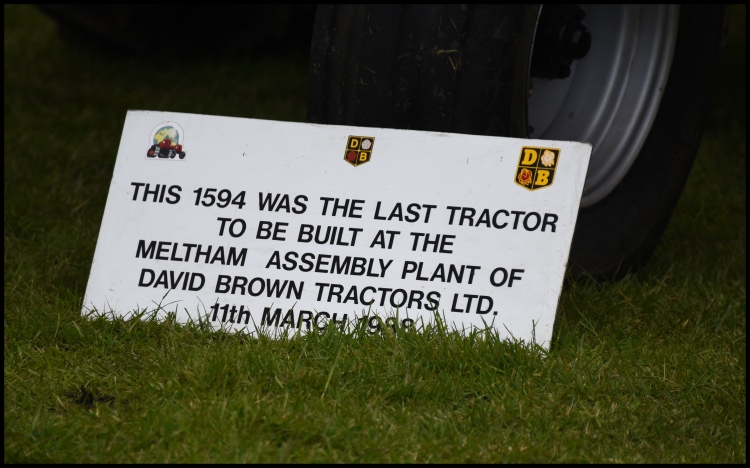 D
B
D
B
THIS 1594 WAS THE LAST TRACTOR
TO BE BUILT AT THE
MELTHAM ASSEMBLY PLANT OF
DAVID BROWN TRACTORS LTD.
11th MARCH 1988